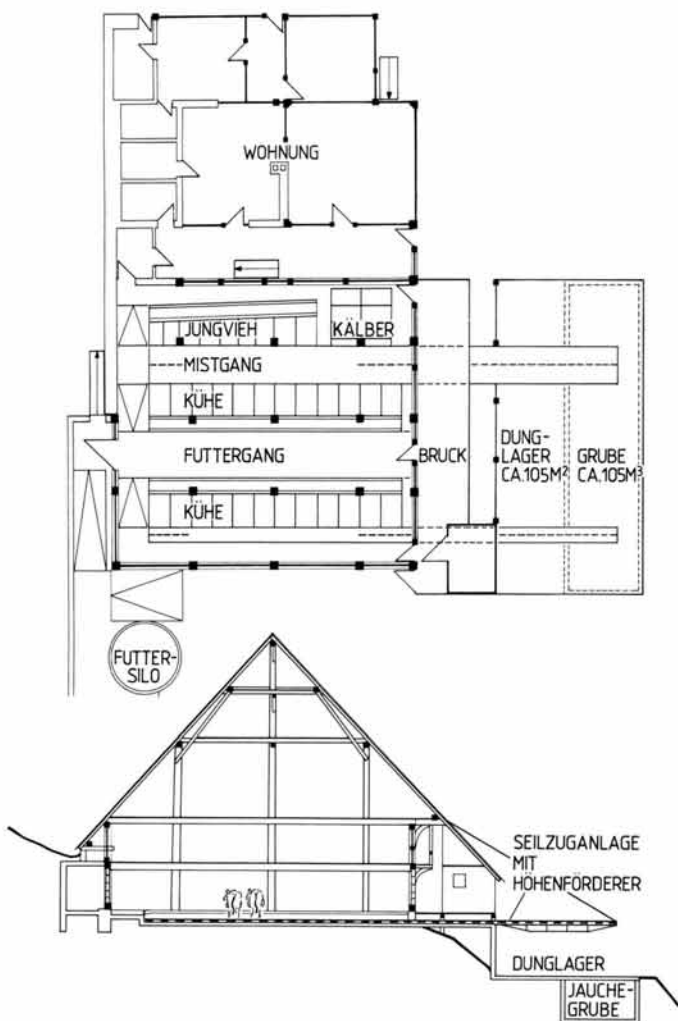 WOHNUNG
JUNGVIEH
KÄLBER
MISTGANG
KÜHE
FUTTERGANG
BRUCK
DUNG-
LAGER
CA.105M²
GRUBE
CA.105M³
KÜHE
FUTTER-
SILO
SEILZUGANLAGE
MIT
HÖHENFÖRDERER
DUNGLAGER
JAUCHE-
GRUBE